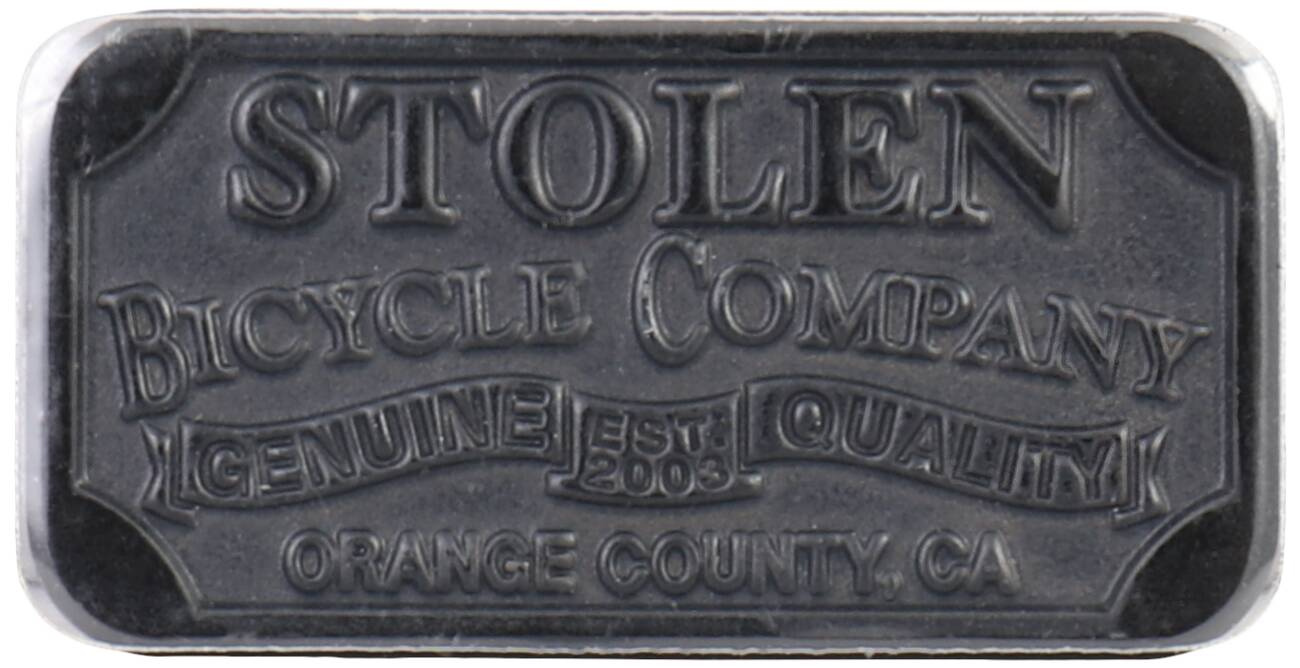 STOLEN
BICYCLE COMPANY
GENUINE EST. 2003 QUALITY
ORANGE COUNTY, CA